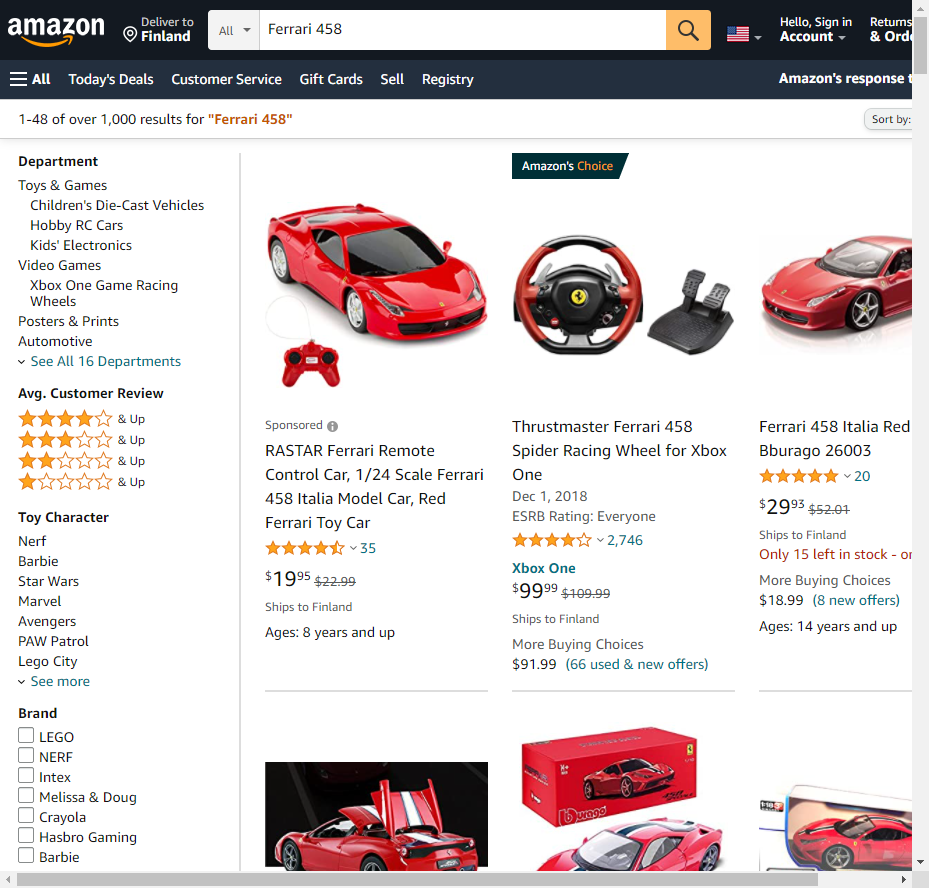 amazon
Deliver to
Finland
All
Ferrari 458
Hello, Sign in
Account
Returns
& Orde
All
Today's Deals
Customer Service
Gift Cards
Sell
Registry
Amazon's response t
1-48 of over 1,000 results for "Ferrari 458"
Sort by:
Department
Toys & Games
Children's Die-Cast Vehicles
Hobby RC Cars
Kids' Electronics
Video Games
Xbox One Game Racing
Wheels
Posters & Prints
Automotive
See All 16 Departments
Avg. Customer Review
& Up
& Up
& Up
& Up
Toy Character
Nerf
Barbie
Star Wars
Marvel
Avengers
PAW Patrol
Lego City
See more
Brand
LEGO
NERF
Intex
Melissa & Doug
Crayola
Hasbro Gaming
Barbie
Sponsored
RASTAR Ferrari Remote
Control Car, 1/24 Scale Ferrari
458 Italia Model Car, Red
Ferrari Toy Car
35
$19.95 $22.99
Ships to Finland
Ages: 8 years and up
Amazon's Choice
Thrustmaster Ferrari 458
Spider Racing Wheel for Xbox
One
Dec 1, 2018
ESRB Rating: Everyone
2,746
Xbox One
$99.99 $109.99
Ships to Finland
More Buying Choices
$91.99 (66 used & new offers)
Ferrari 458 Italia Red
Bburago 26003
20
$29.93 $52.01
Ships to Finland
Only 15 left in stock - or
More Buying Choices
$18.99 (8 new offers)
Ages: 14 years and up
burago